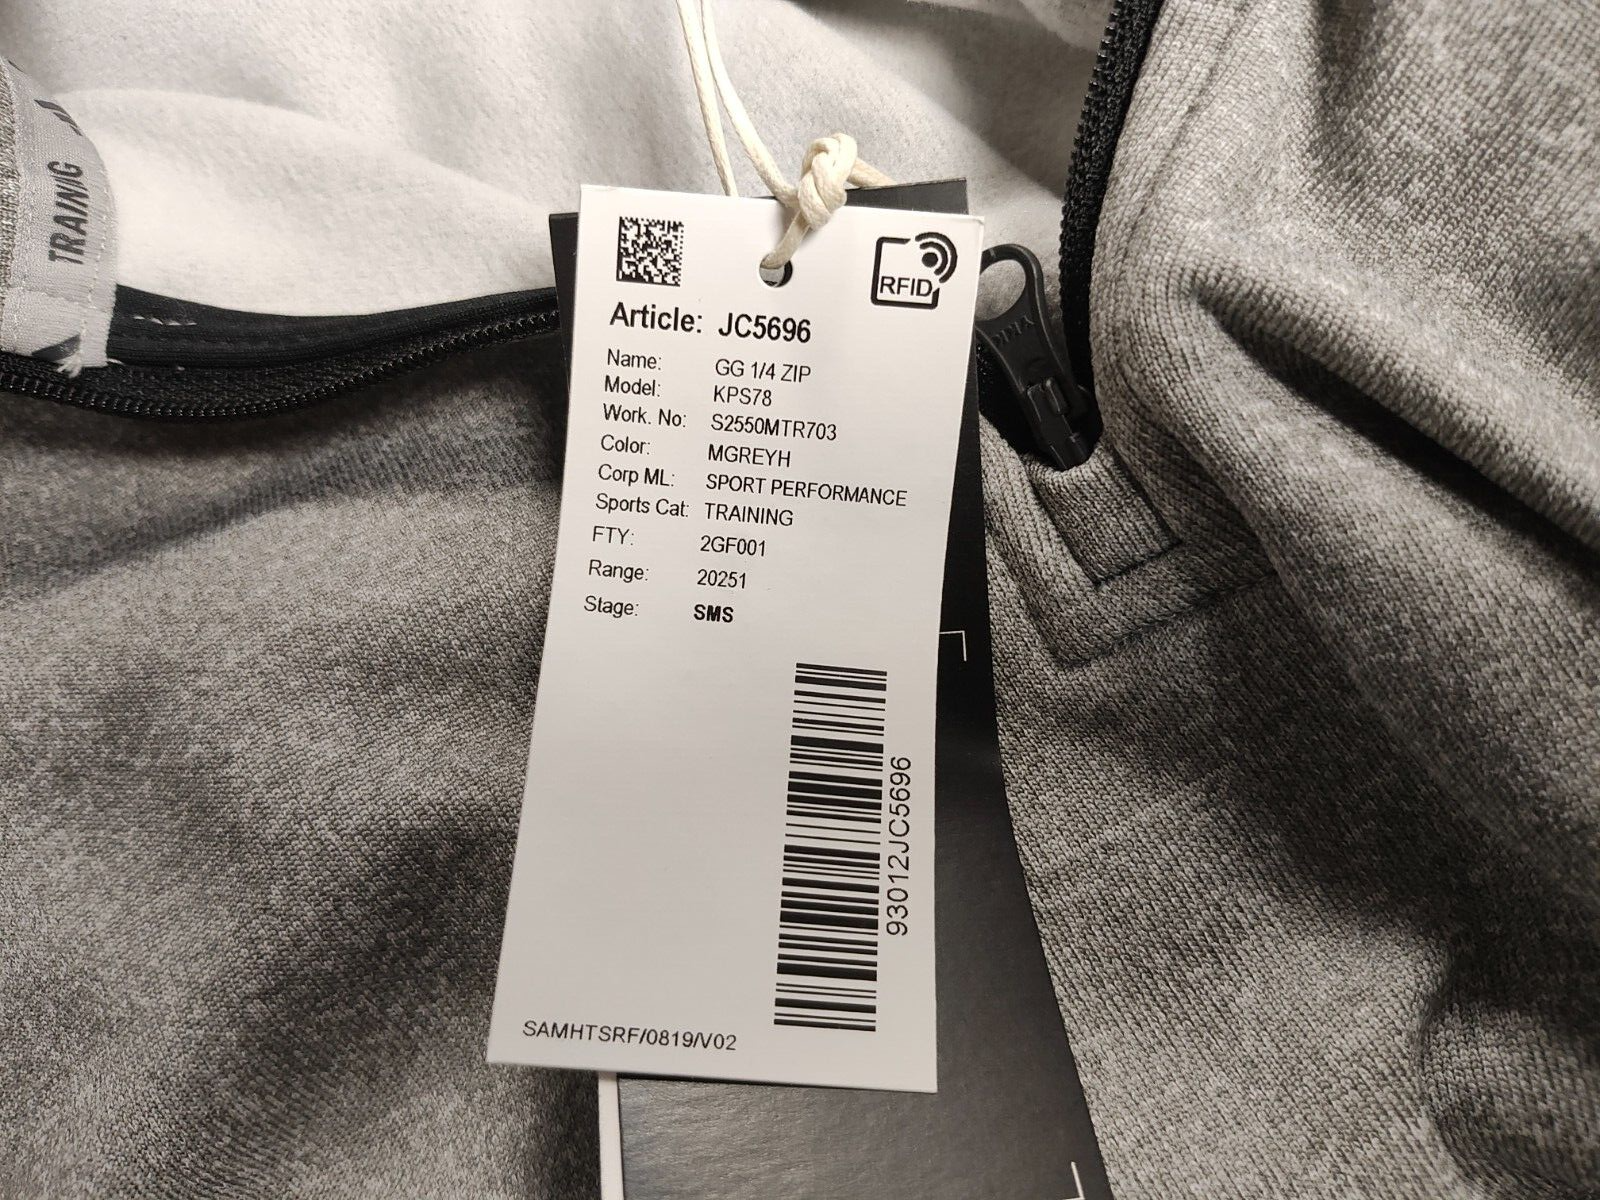 TRAINING
RFID
Article: JC5696
Name: GG 1/4 ZIP
Model: KPS78
Work. No: S2550MTR703
Color: MGREYH
Corp ML: SPORT PERFORMANCE
Sports Cat: TRAINING
FTY: 2GF001
Range: 20251
Stage: SMS
93012JC5696
SAMHTSRF/0819/V02